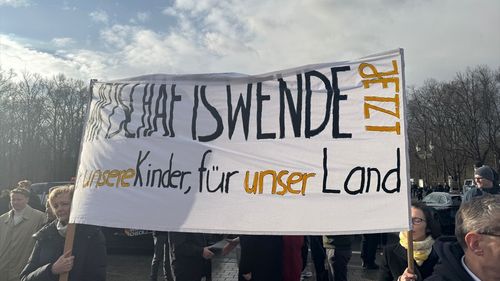 WIRTSCHAFTSWENDE JETZT
unsere Kinder, für unser Land